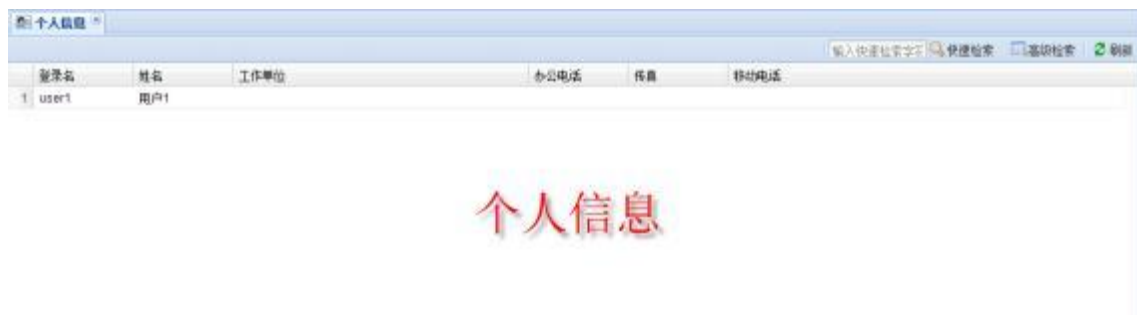 个人信息
输入快速检索字 快速检索 高级检索 刷新
登录名 姓名 工作单位 办公电话 传真 移动电话
1 user1 用户1
个人信息